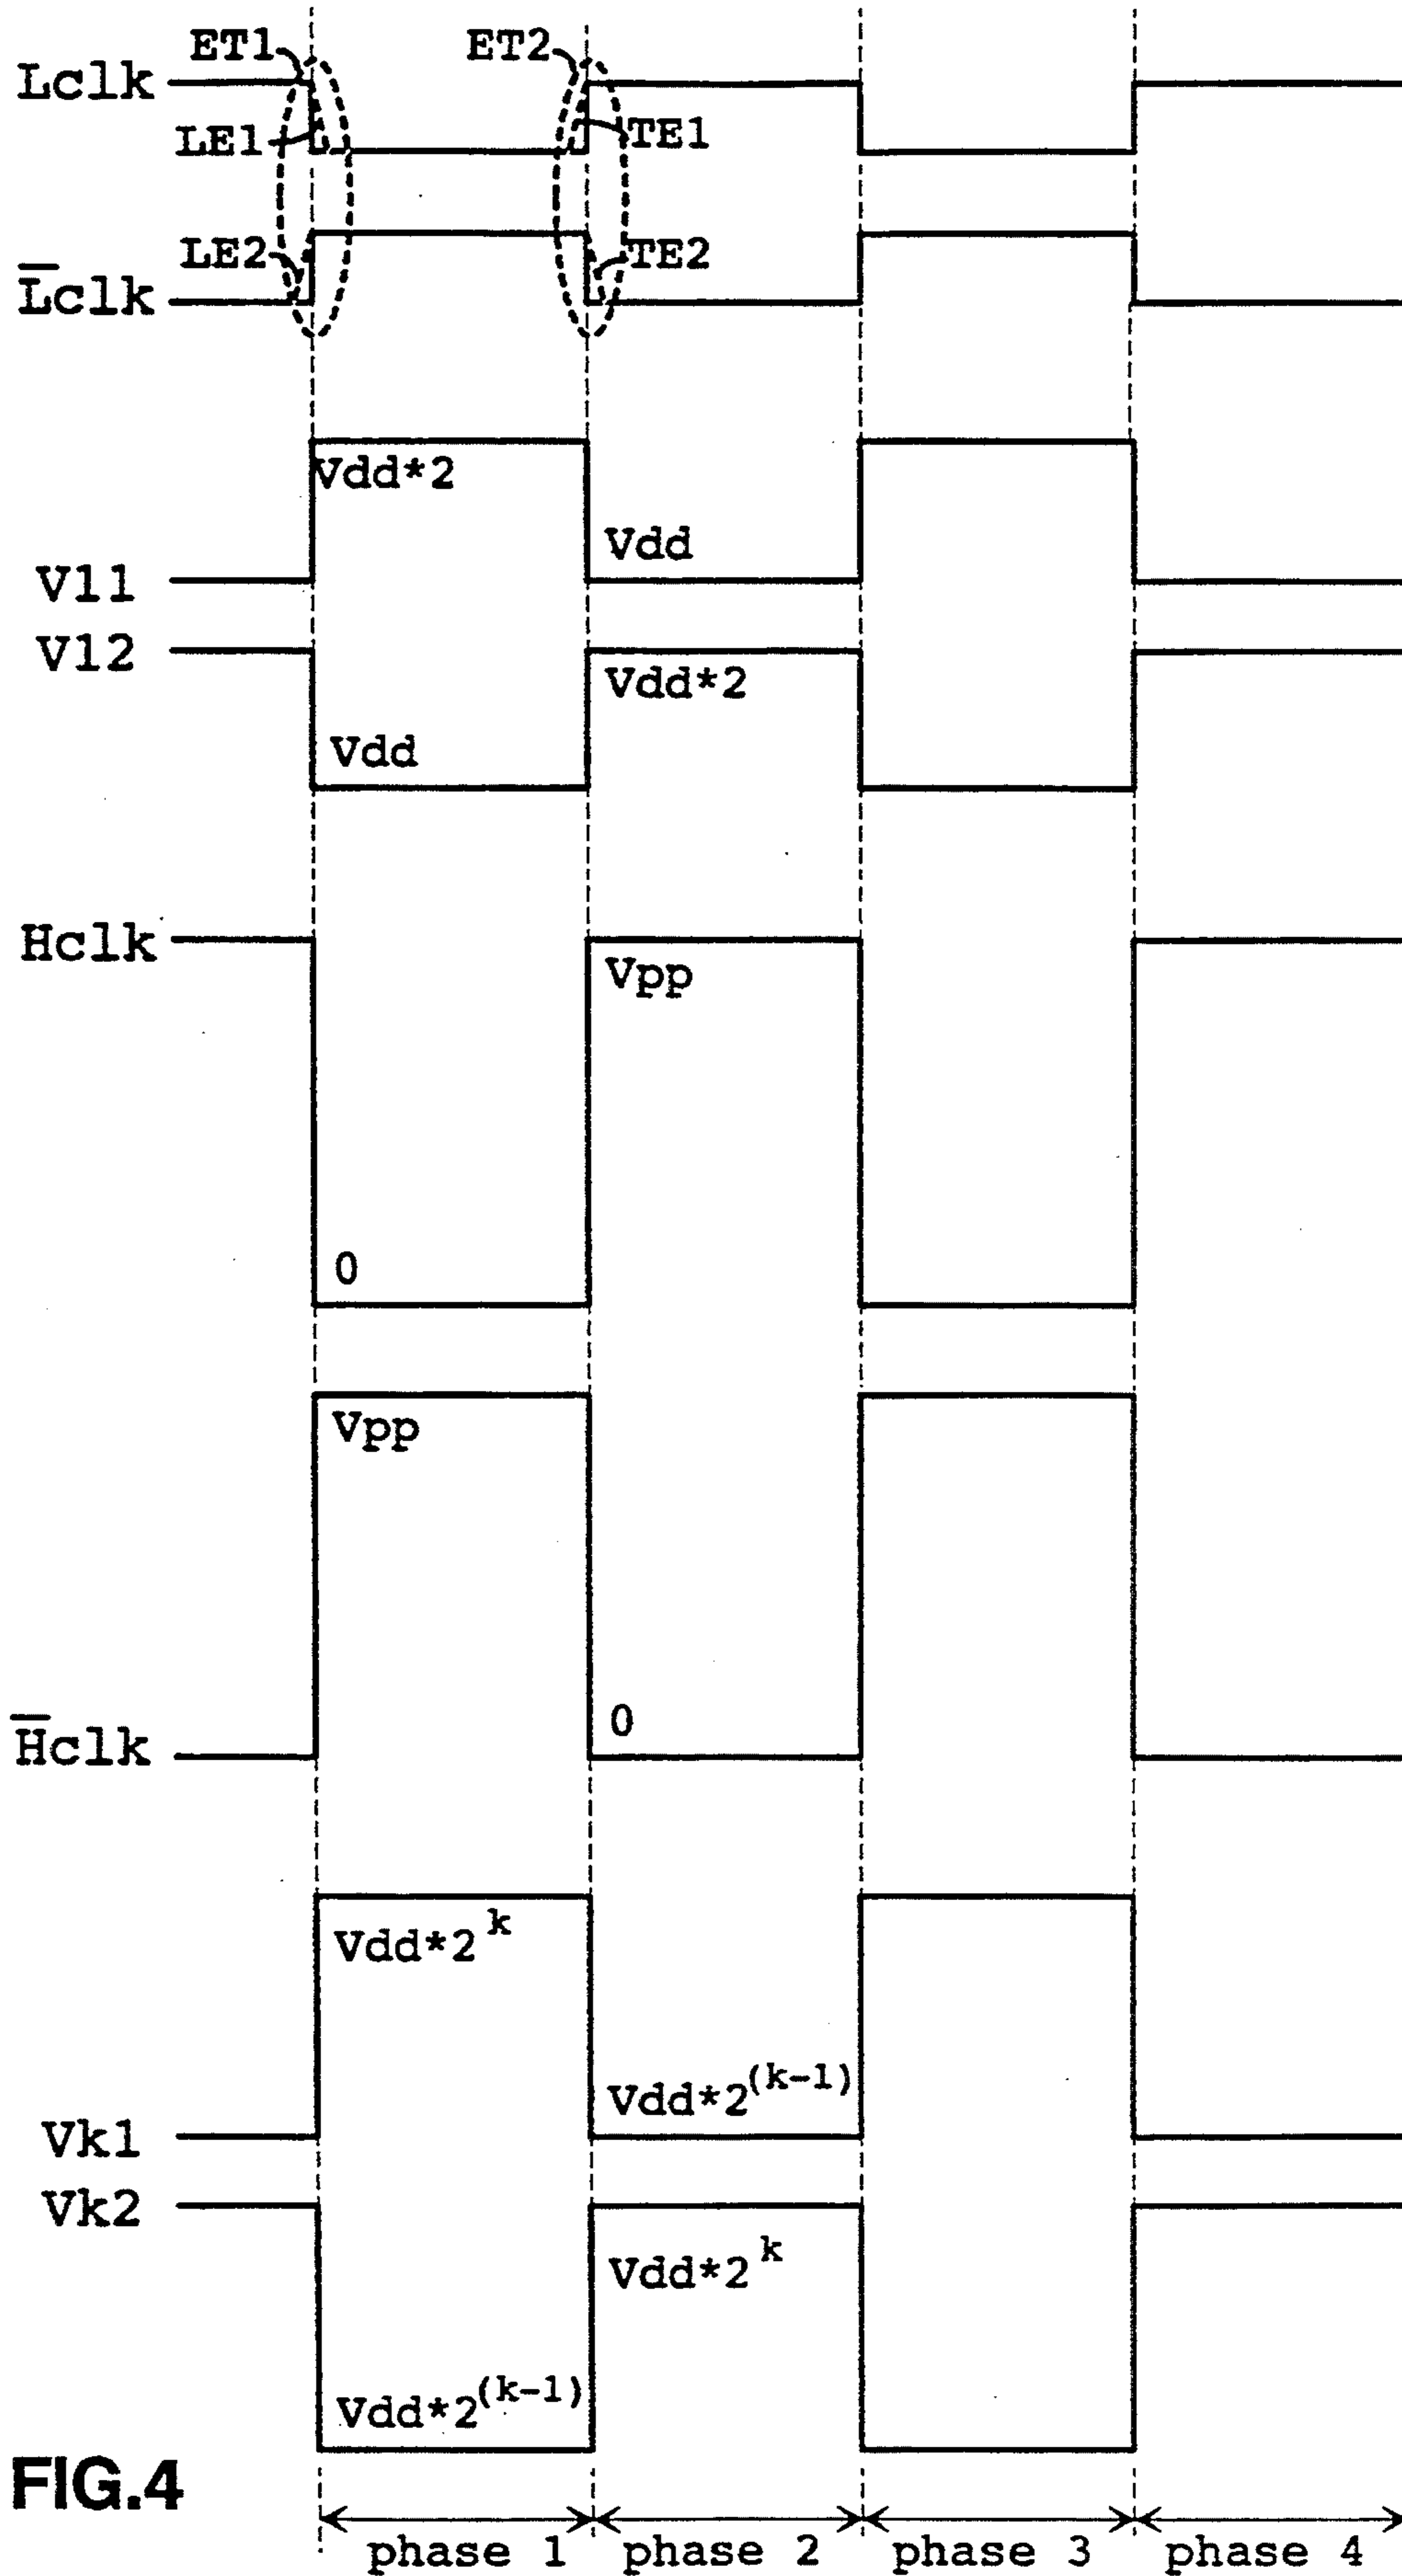 ET1
ET2
Lclk
LE1
TE1
LE2
TE2
L̅clk
Vdd*2
Vdd
V11
V12
Vdd*2
Vdd
Hclk
Vpp
0
Vpp
0
H̅clk
Vdd*2^k
Vdd*2^(k-1)
Vk1
Vk2
Vdd*2^k
Vdd*2^(k-1)
FIG.4
phase 1 phase 2 phase 3 phase 4